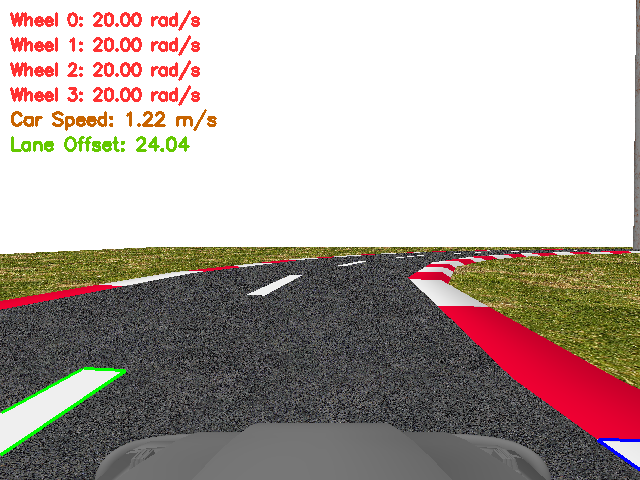 Wheel 0: 20.00 rad/s
Wheel 1: 20.00 rad/s
Wheel 2: 20.00 rad/s
Wheel 3: 20.00 rad/s
Car Speed: 1.22 m/s
Lane Offset: 24.04